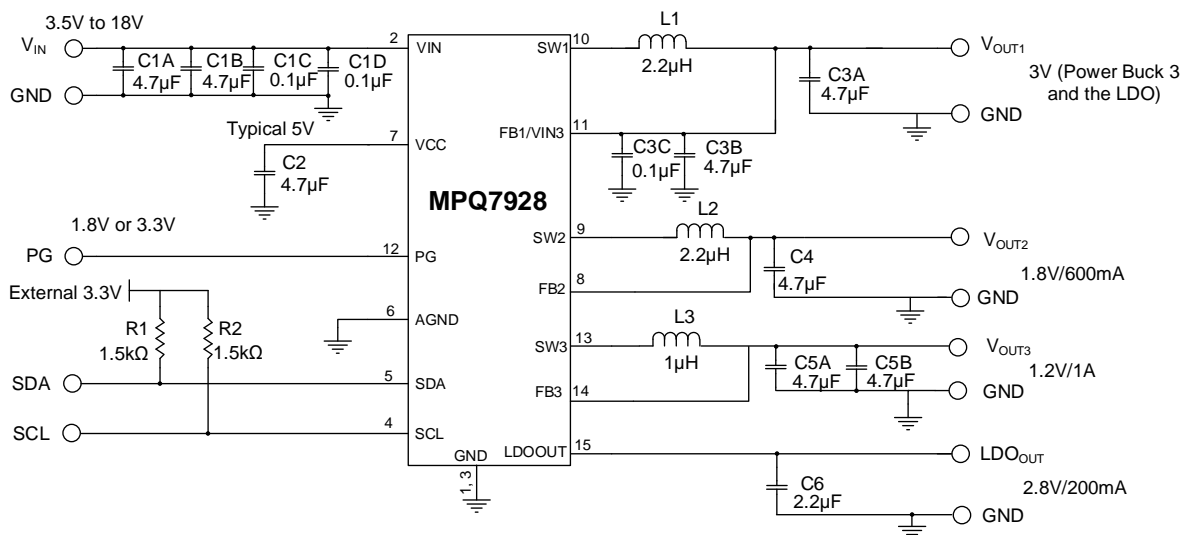 3.5V to 18V
VIN
GND
C1A
4.7µF
C1B
4.7µF
C1C
0.1µF
C1D
0.1µF
Typical 5V
C2
4.7µF
1.8V or 3.3V
PG
External 3.3V
R1
1.5kΩ
R2
1.5kΩ
SDA
SCL
2
VIN
7
VCC
12
PG
6
AGND
5
SDA
4
SCL
GND
1, 3
MPQ7928
SW1
10
FB1/VIN3
11
SW2
9
FB2
8
SW3
13
FB3
14
LDOOUT
15
L1
2.2µH
C3A
4.7µF
C3C
0.1µF
C3B
4.7µF
VOUT1
3V (Power Buck 3
and the LDO)
GND
L2
2.2µH
C4
4.7µF
VOUT2
1.8V/600mA
GND
L3
1µH
C5A
4.7µF
C5B
4.7µF
VOUT3
1.2V/1A
GND
C6
2.2µF
LDOOUT
2.8V/200mA
GND